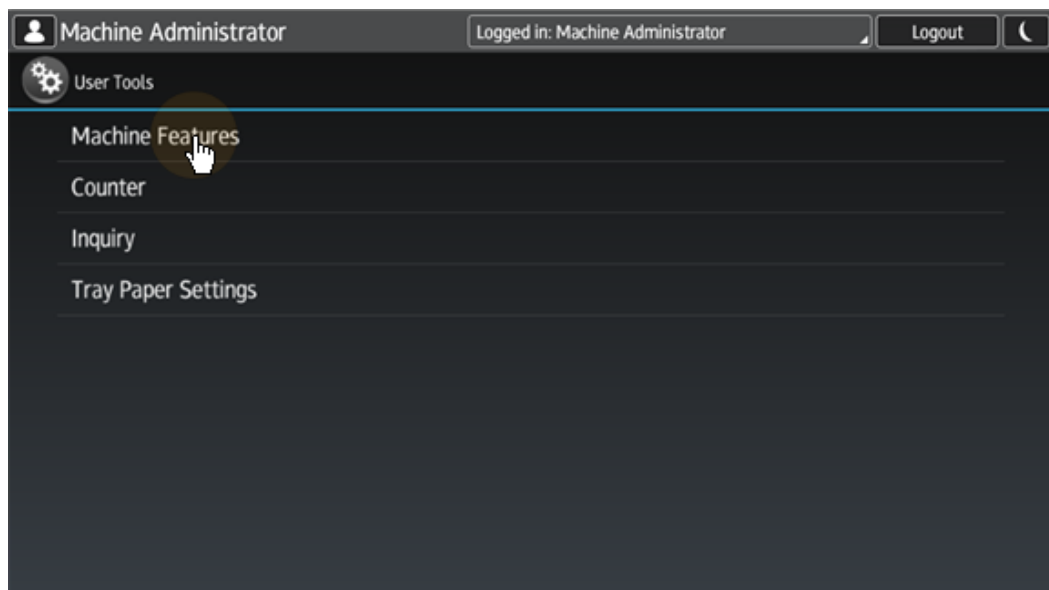 Machine Administrator Logged in: Machine Administrator Logout
User Tools
Machine Features
Counter
Inquiry
Tray Paper Settings